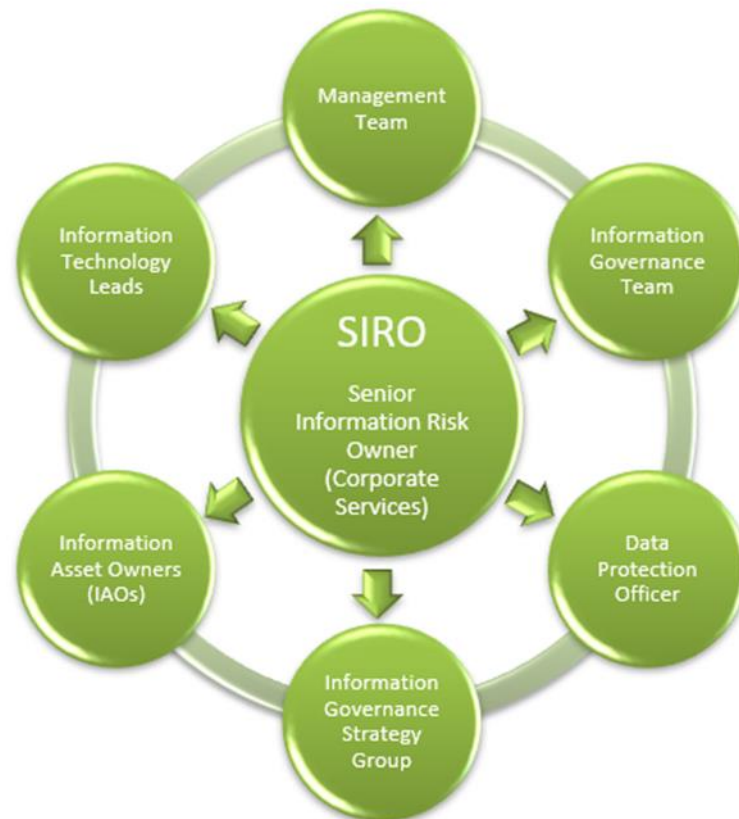 Management
Team
Information
Technology
Leads
Information
Governance
Team
SIRO
Senior
Information Risk
Owner
(Corporate
Services)
Information
Asset Owners
(IAOs)
Data
Protection
Officer
Information
Governance
Strategy
Group